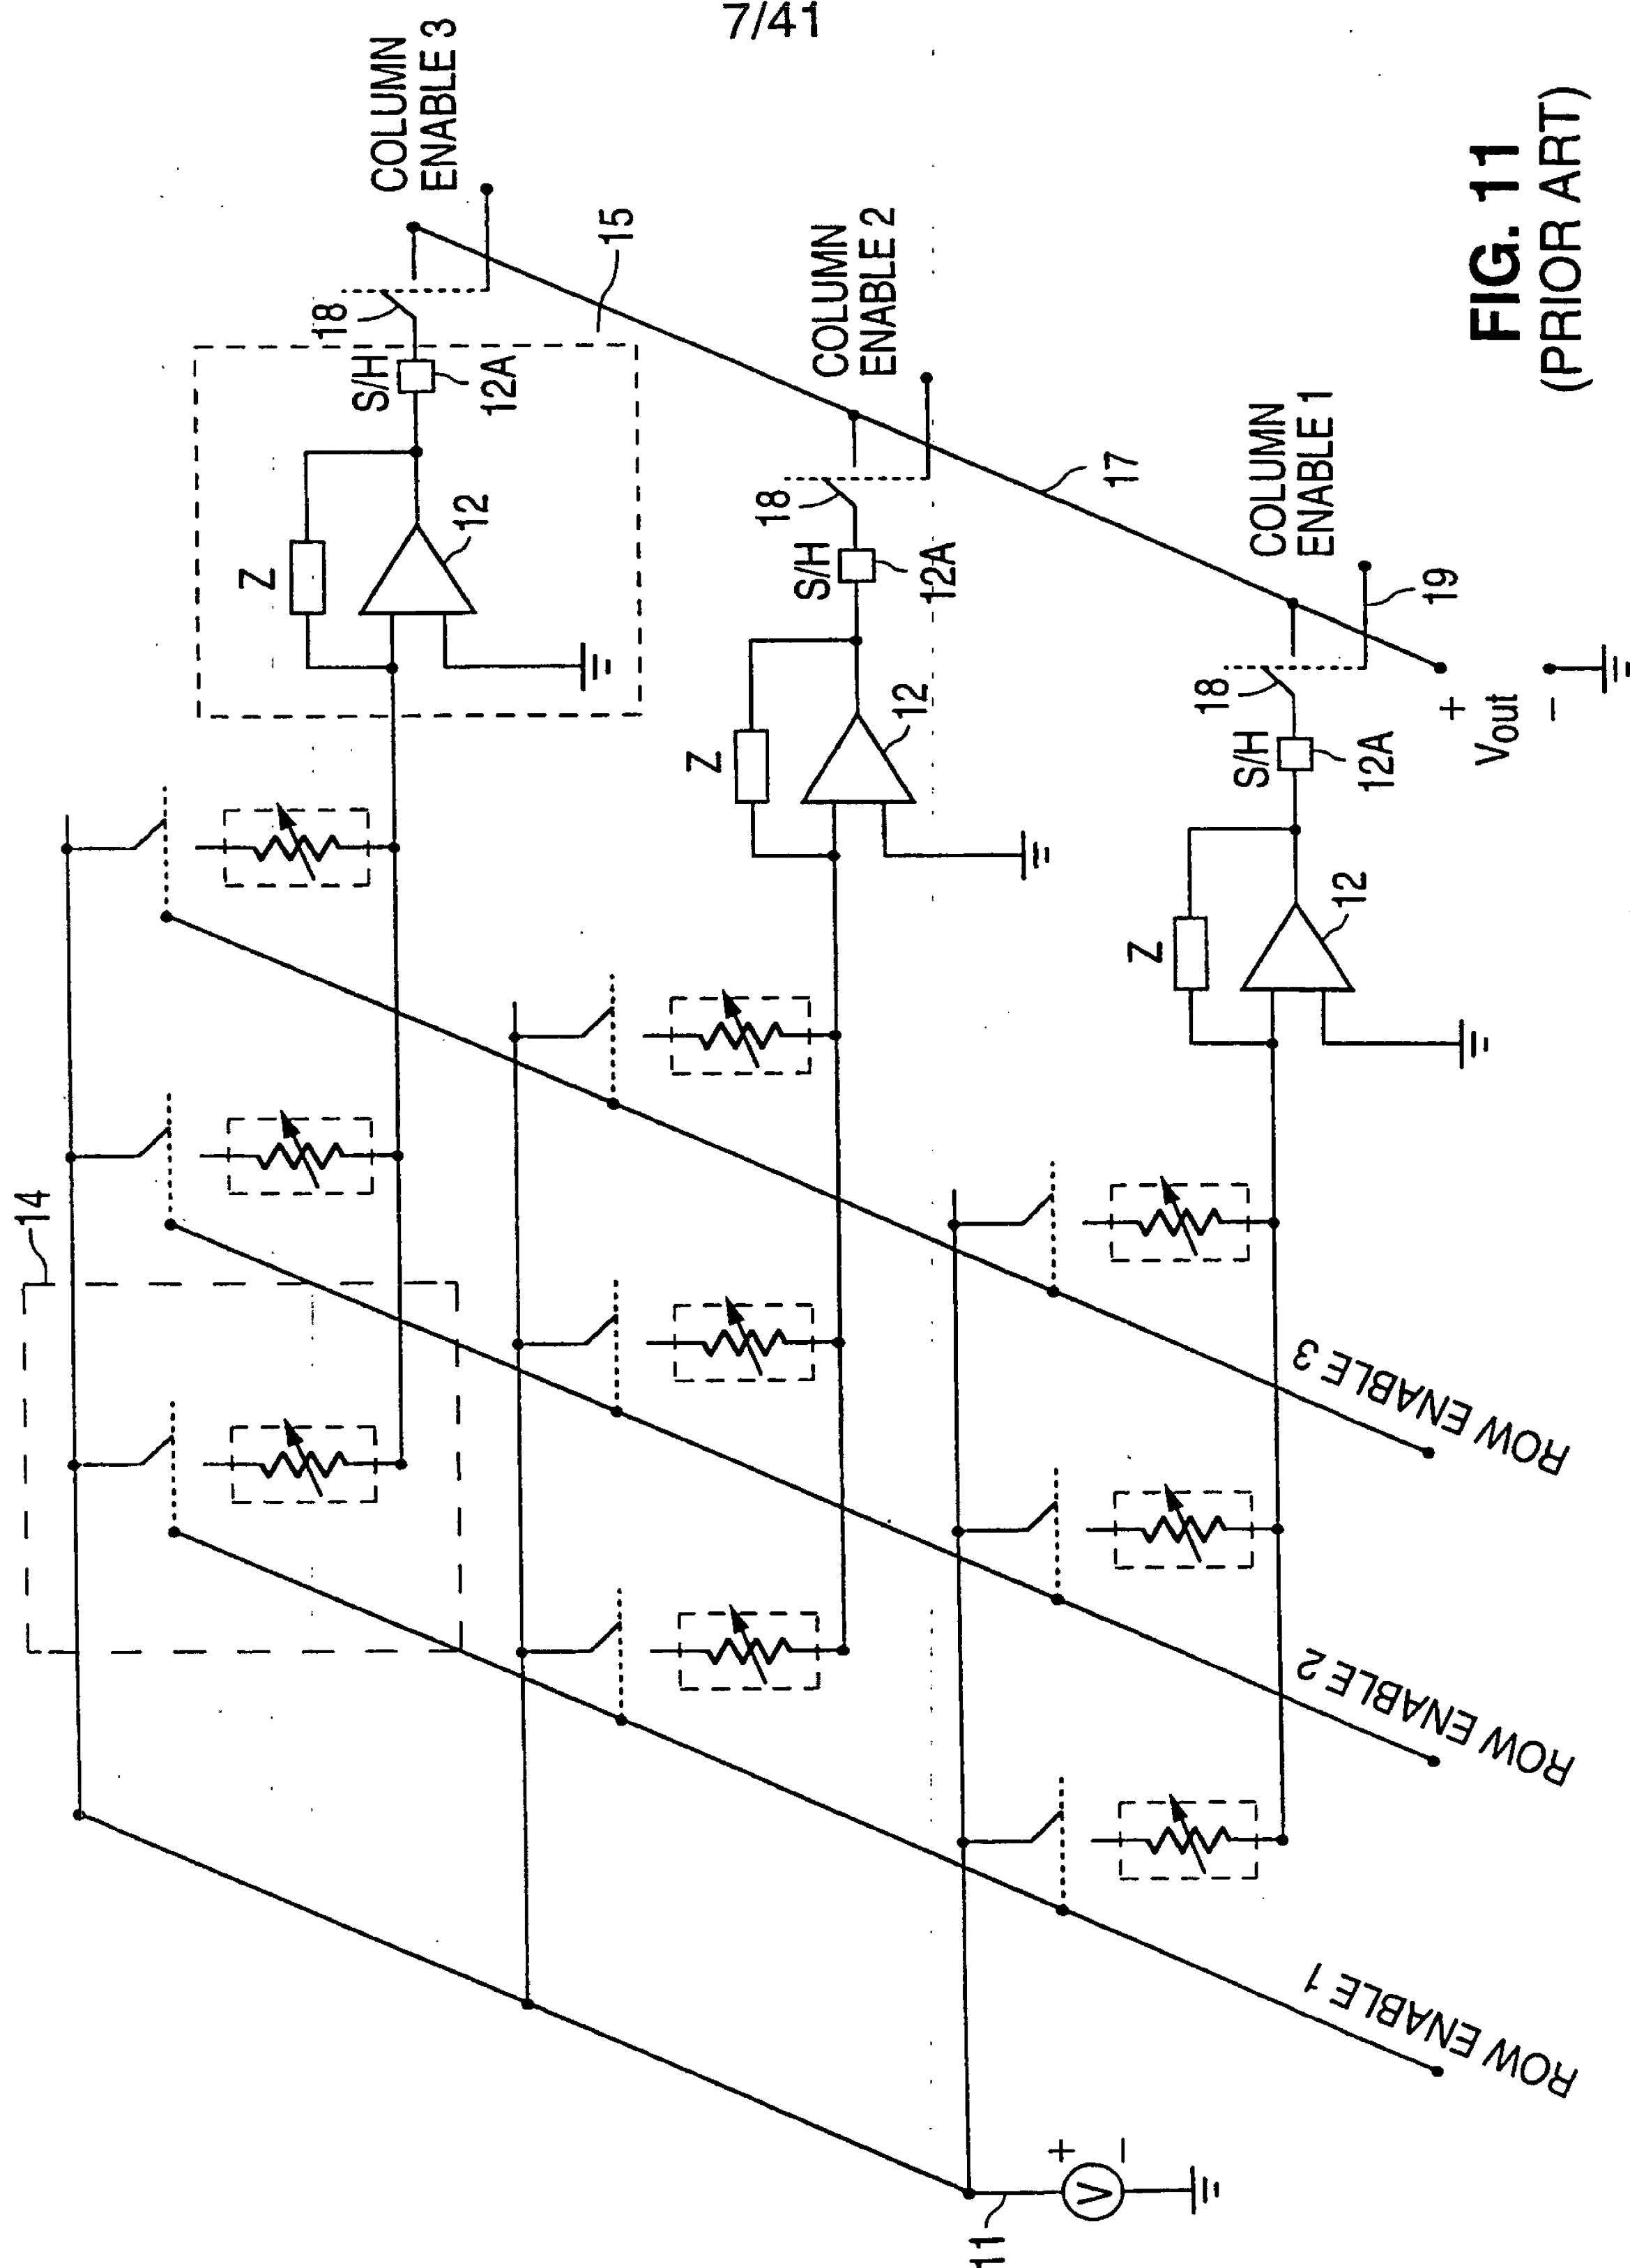 7/41
COLUMN
ENABLE 3
15
18
S/H
12A
Z
12
14
COLUMN
ENABLE 2
17
18
S/H
12A
Z
12
COLUMN
ENABLE 1
19
18
S/H
12A
Z
12
+
Vout
–
ROW ENABLE 3
ROW ENABLE 2
ROW ENABLE 1
11
V
+
–
FIG. 11
(PRIOR ART)